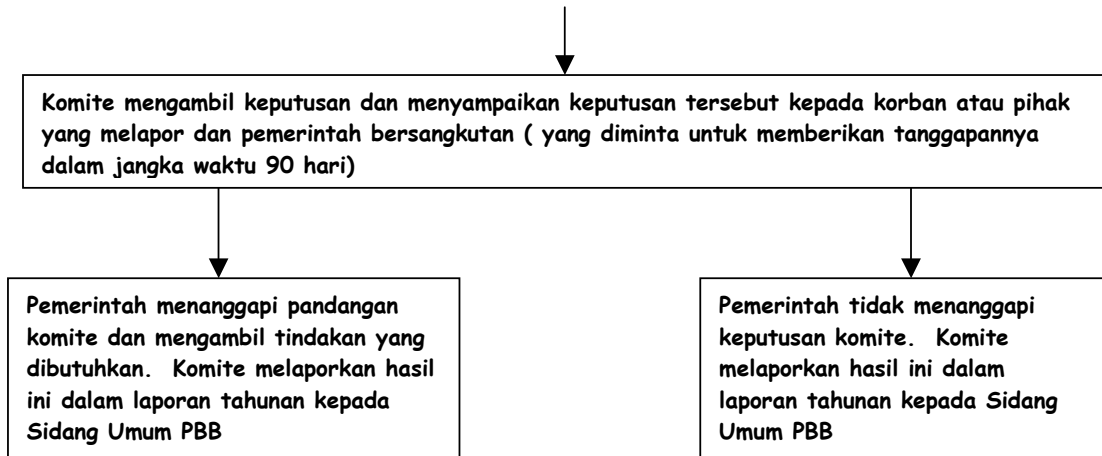 Komite mengambil keputusan dan menyampaikan keputusan tersebut kepada korban atau pihak
yang melapor dan pemerintah bersangkutan ( yang diminta untuk memberikan tanggapannya
dalam jangka waktu 90 hari)
Pemerintah menanggapi pandangan
komite dan mengambil tindakan yang
dibutuhkan. Komite melaporkan hasil
ini dalam laporan tahunan kepada
Sidang Umum PBB
Pemerintah tidak menanggapi
keputusan komite. Komite
melaporkan hasil ini dalam
laporan tahunan kepada Sidang
Umum PBB